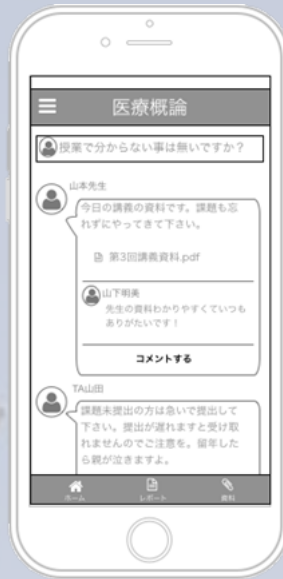 医療概論
授業で分からない事は無いですか？
山本先生
今日の講義の資料です。課題も忘
れずにやってきて下さい。
第3回講義資料.pdf
山下明美
先生の資料わかりやすくていつも
ありがたいです！
コメントする
TA山田
課題未提出の方は急いで提出して
下さい。提出が遅れますと受け取
れませんのでご注意を。留年した
ら親が泣きますよ。
ホーム
レポート
資料